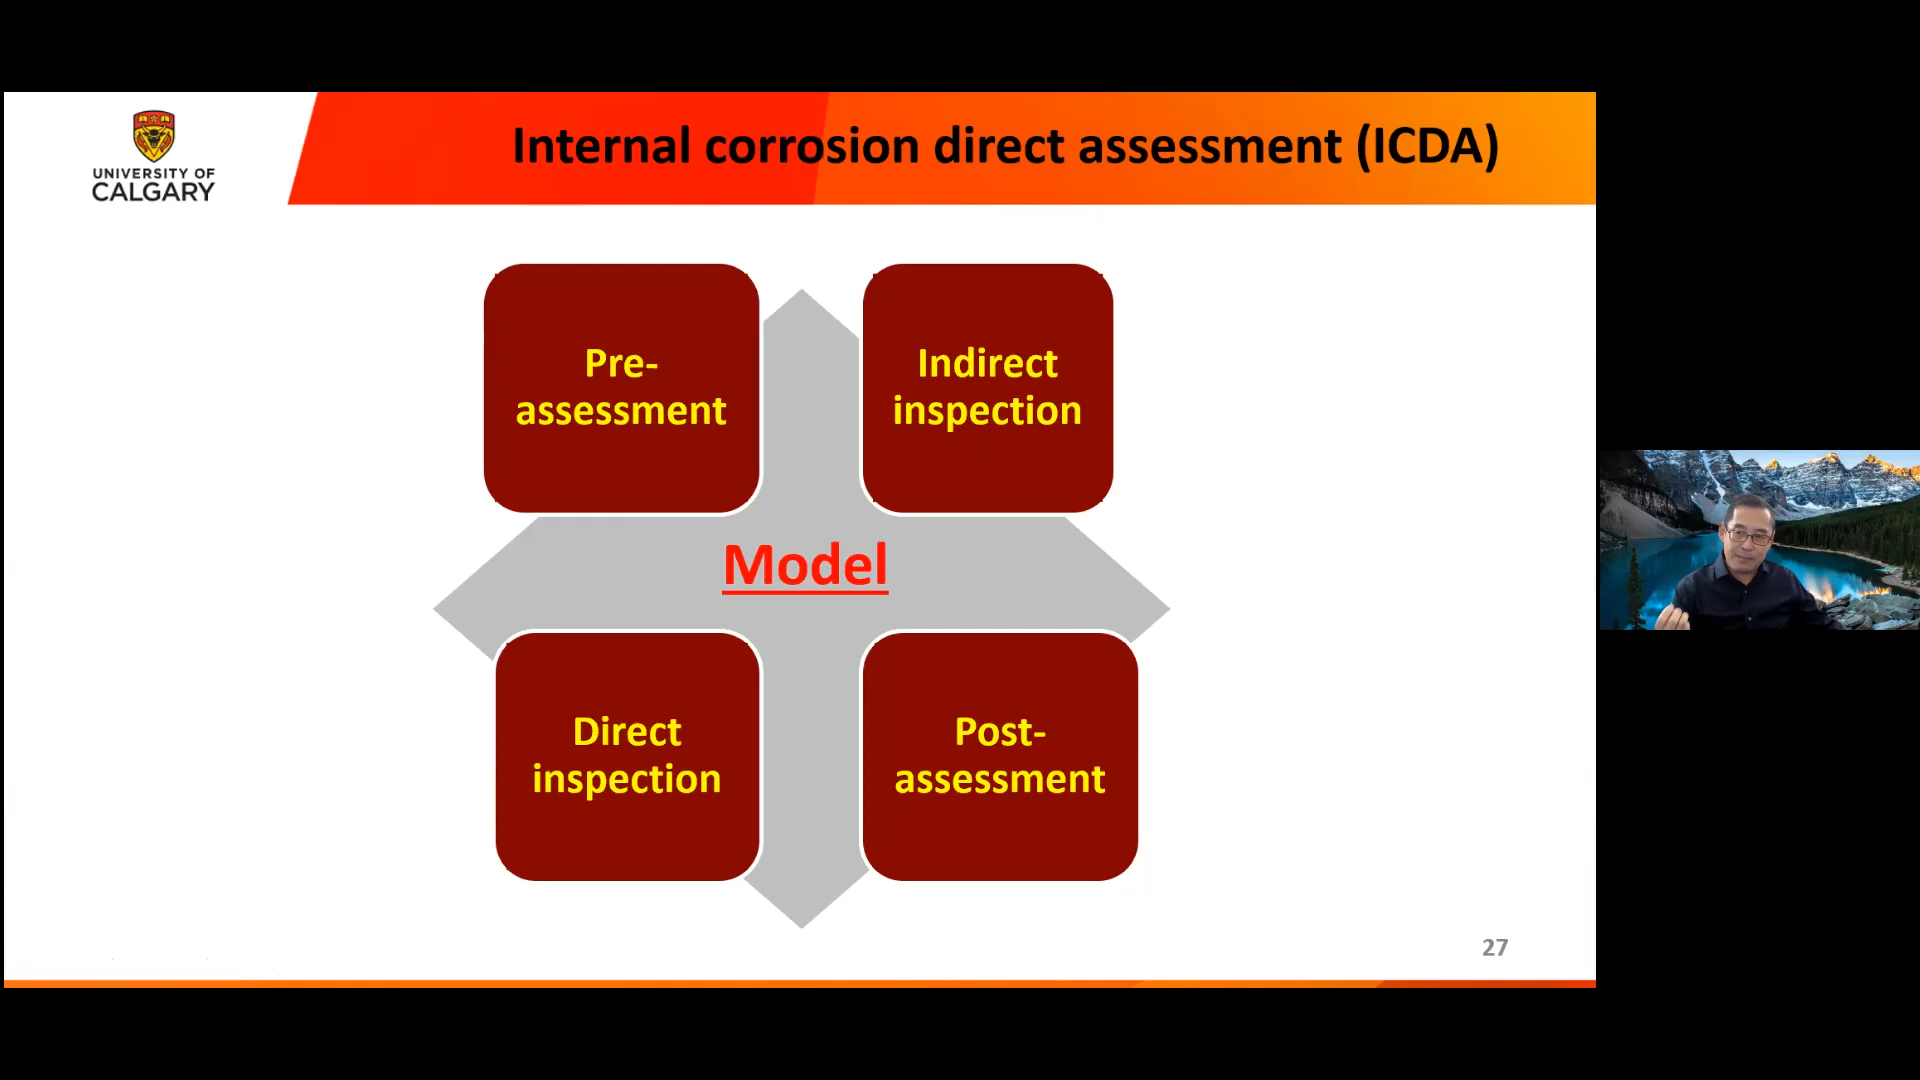 UNIVERSITY OF
CALGARY
Internal corrosion direct assessment (ICDA)
Pre-
assessment
Indirect
inspection
Model
Direct
inspection
Post-
assessment
27